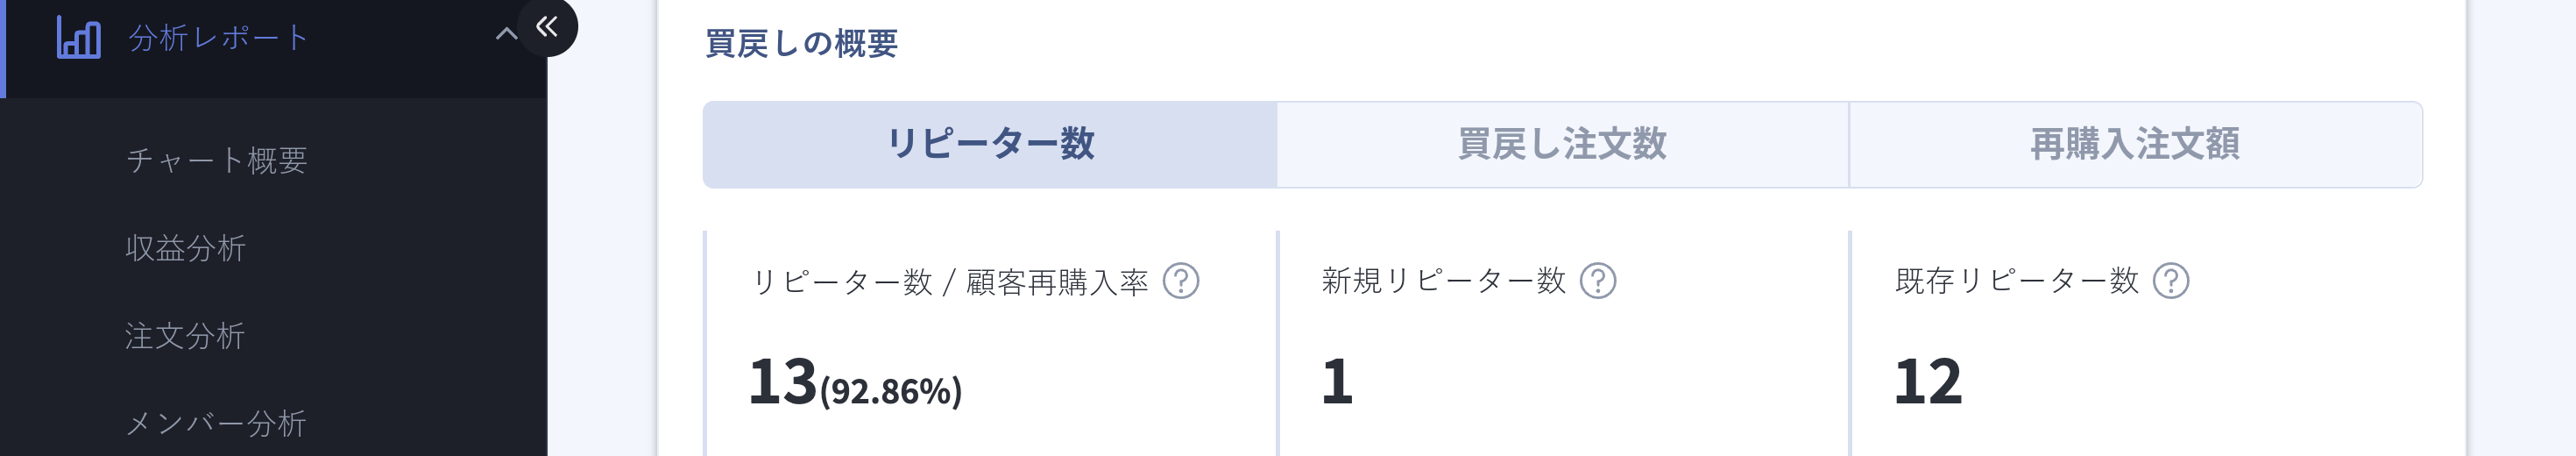 分析レポート
チャート概要
収益分析
注文分析
メンバー分析
買戻しの概要
リピーター数
買戻し注文数
再購入注文額
リピーター数 / 顧客再購入率
13(92.86%)
新規リピーター数
1
既存リピーター数
12